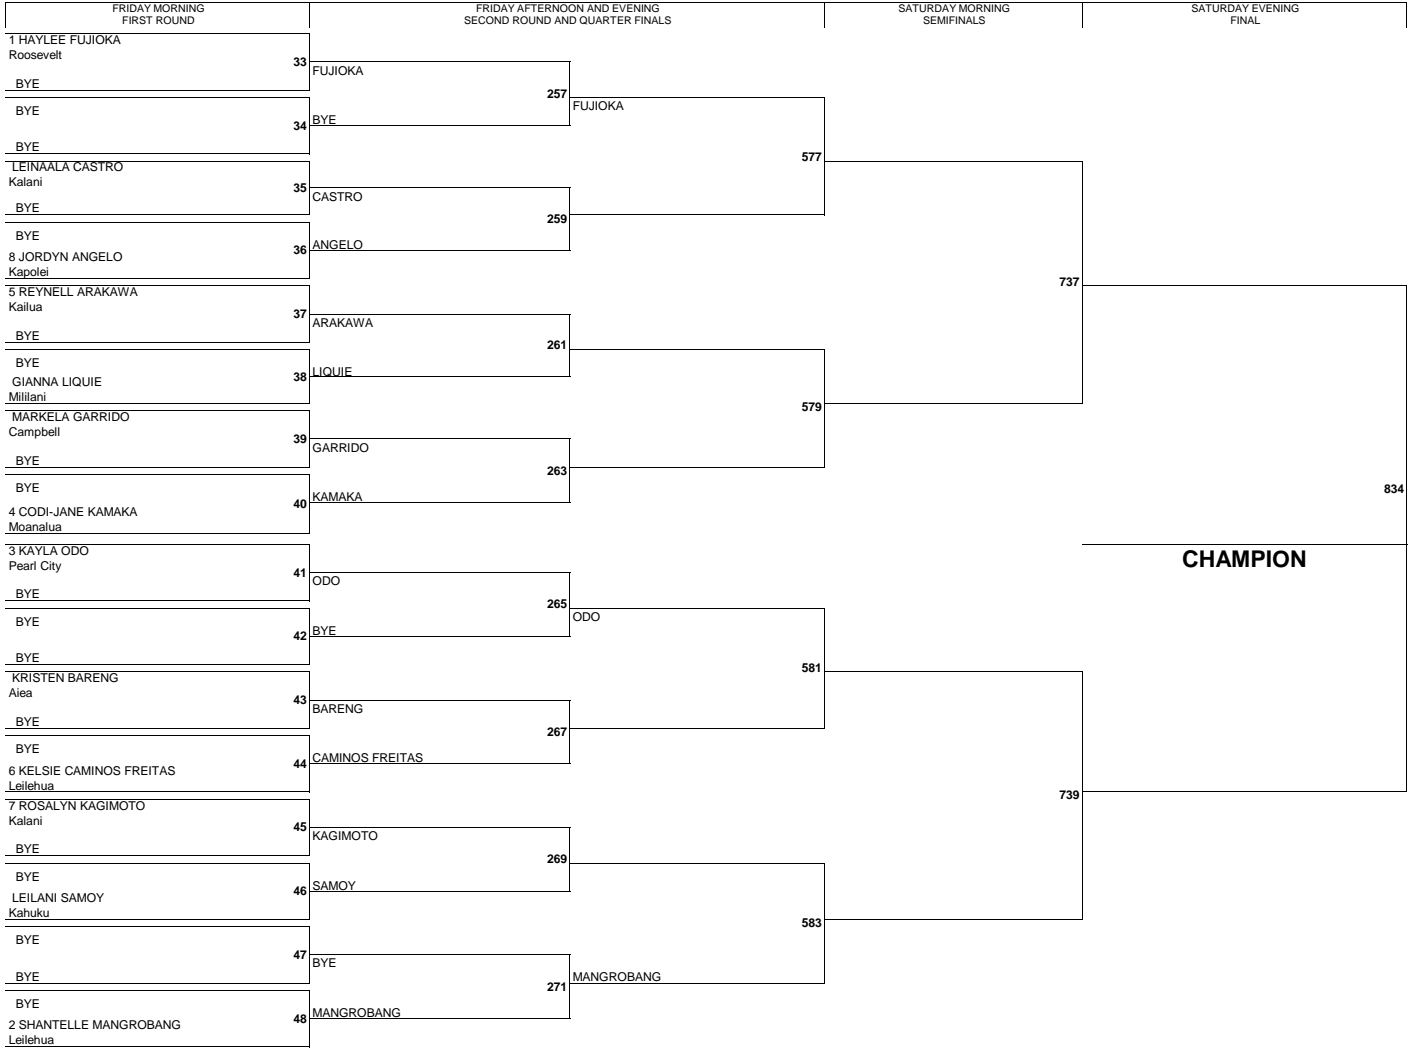 FRIDAY MORNING
FIRST ROUND
FRIDAY AFTERNOON AND EVENING
SECOND ROUND AND QUARTER FINALS
SATURDAY MORNING
SEMIFINALS
SATURDAY EVENING
FINAL
1 HAYLEE FUJIOKA
Roosevelt
33
BYE
BYE
34
BYE
LEINAALA CASTRO
Kalani
35
BYE
BYE
36
8 JORDYN ANGELO
Kapolei
5 REYNELL ARAKAWA
Kailua
37
BYE
BYE
38
GIANNA LIQUIE
Mililani
MARKELA GARRIDO
Campbell
39
BYE
BYE
40
4 CODI-JANE KAMAKA
Moanalua
3 KAYLA ODO
Pearl City
41
BYE
BYE
42
BYE
KRISTEN BARENG
Aiea
43
BYE
BYE
44
6 KELSIE CAMINOS FREITAS
Leilehua
7 ROSALYN KAGIMOTO
Kalani
45
BYE
BYE
46
LEILANI SAMOY
Kahuku
BYE
47
BYE
BYE
48
2 SHANTELLE MANGROBANG
Leilehua
FUJIOKA
257
BYE
CASTRO
259
ANGELO
ARAKAWA
261
LIQUIE
GARRIDO
263
KAMAKA
ODO
265
BYE
BARENG
267
CAMINOS FREITAS
KAGIMOTO
269
SAMOY
BYE
271
MANGROBANG
FUJIOKA
577
579
ODO
581
583
MANGROBANG
737
739
834
CHAMPION